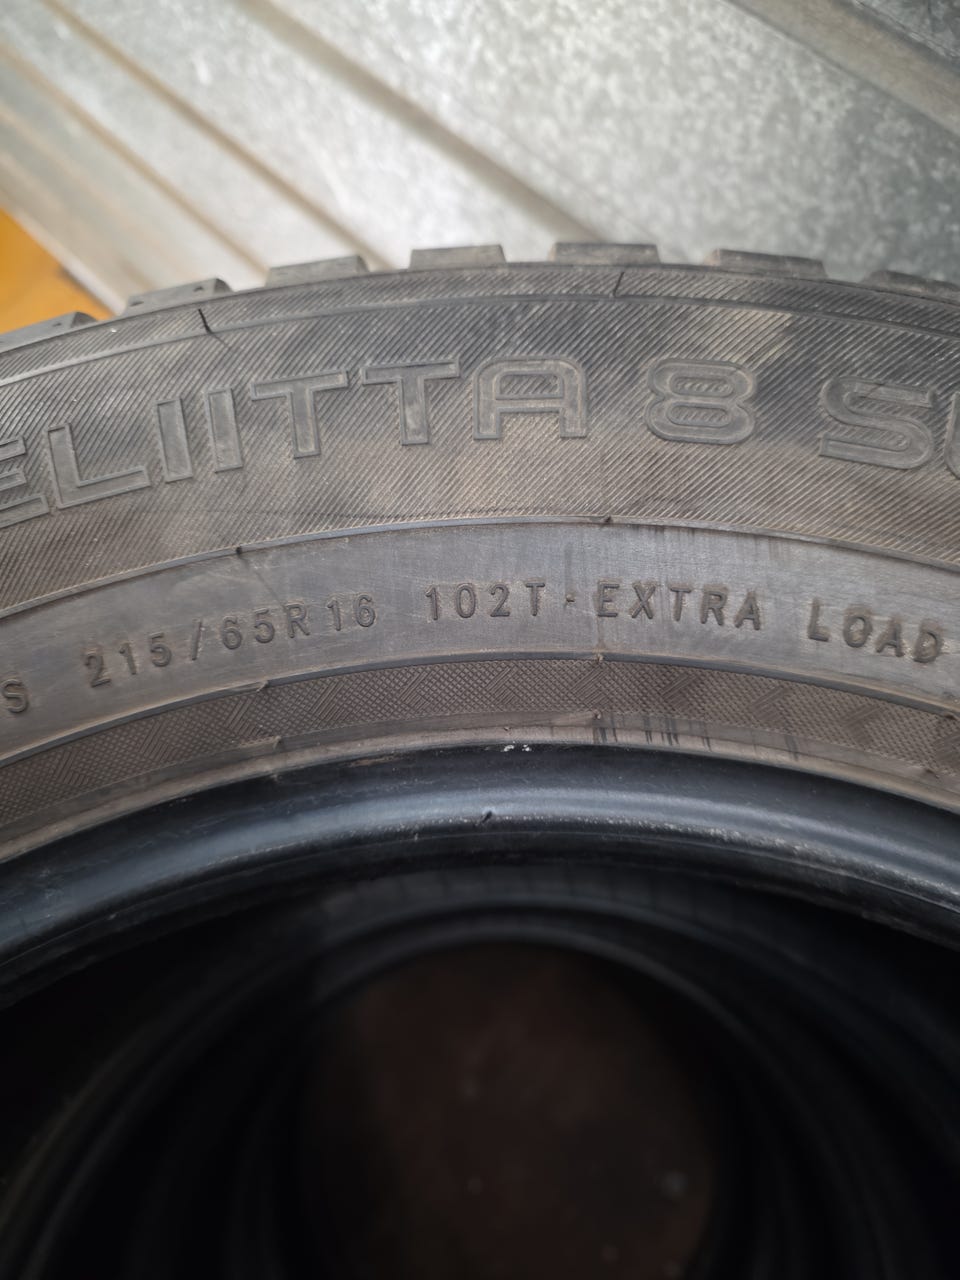 ELIITTA 8 SU
S 215/65R16 102T · EXTRA LOAD